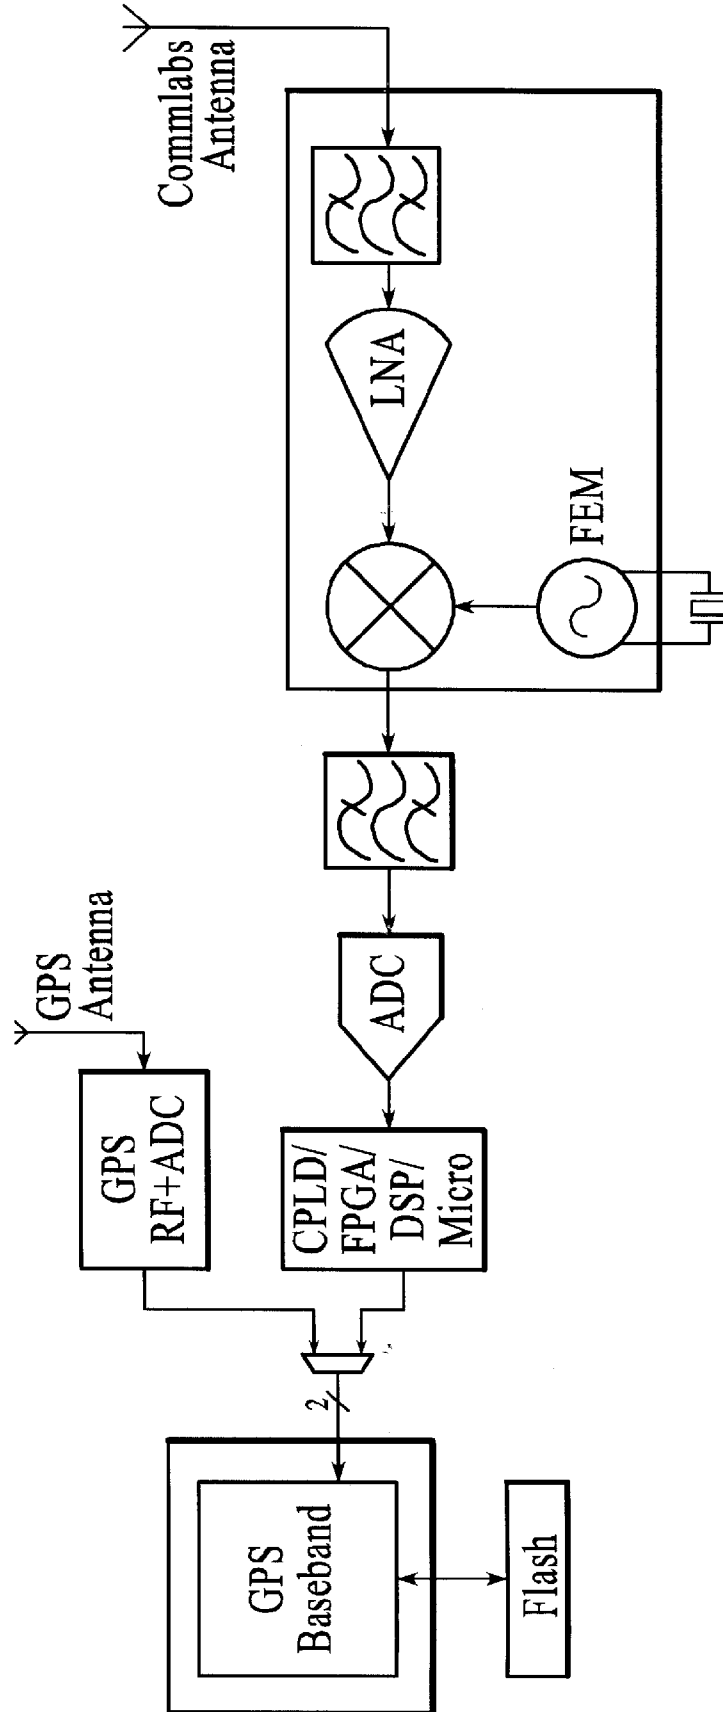 Commlabs
Antenna
LNA
FEM
GPS
Antenna
ADC
GPS
RF+ADC
CPLD/
FPGA/
DSP/
Micro
2
GPS
Baseband
Flash